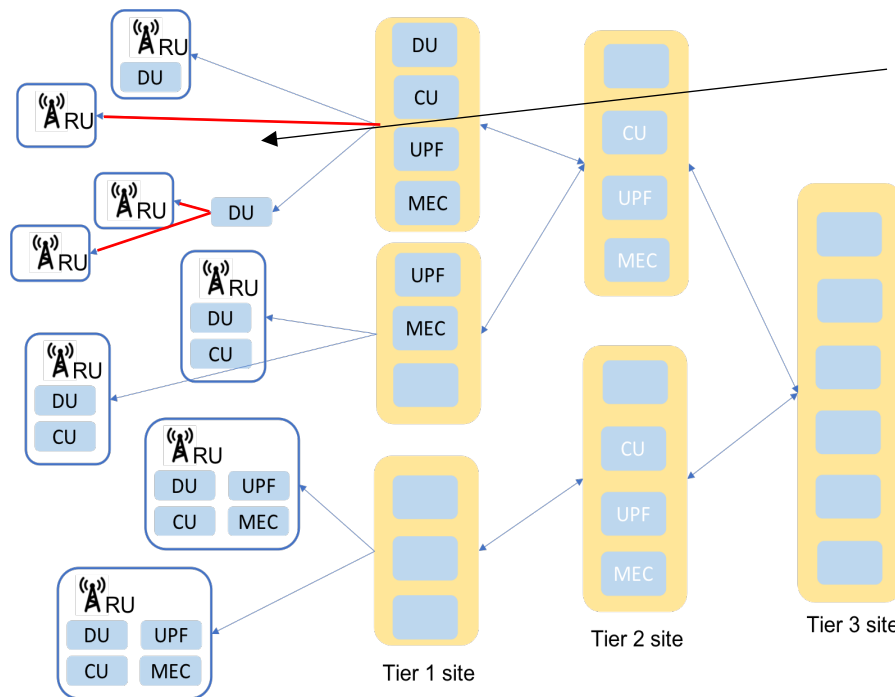 RU
DU
RU
RU
DU
RU
RU
DU
CU
RU
DU
CU
RU
DU UPF
CU MEC
RU
DU UPF
CU MEC
DU
CU
UPF
MEC
UPF
MEC
Tier 1 site
CU
UPF
MEC
CU
UPF
MEC
Tier 2 site
Tier 3 site